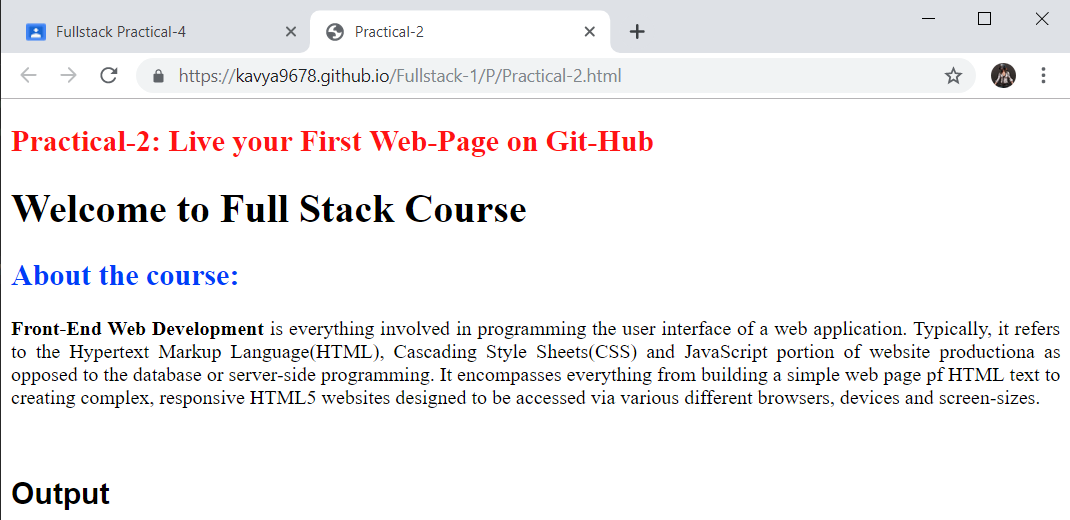 Fullstack Practical-4
Practical-2
https://kavya9678.github.io/Fullstack-1/P/Practical-2.html
Practical-2: Live your First Web-Page on Git-Hub
Welcome to Full Stack Course
About the course:
Front-End Web Development is everything involved in programming the user interface of a web application. Typically, it refers
to the Hypertext Markup Language(HTML), Cascading Style Sheets(CSS) and JavaScript portion of website productiona as
opposed to the database or server-side programming. It encompasses everything from building a simple web page pf HTML text to
creating complex, responsive HTML5 websites designed to be accessed via various different browsers, devices and screen-sizes.
Output